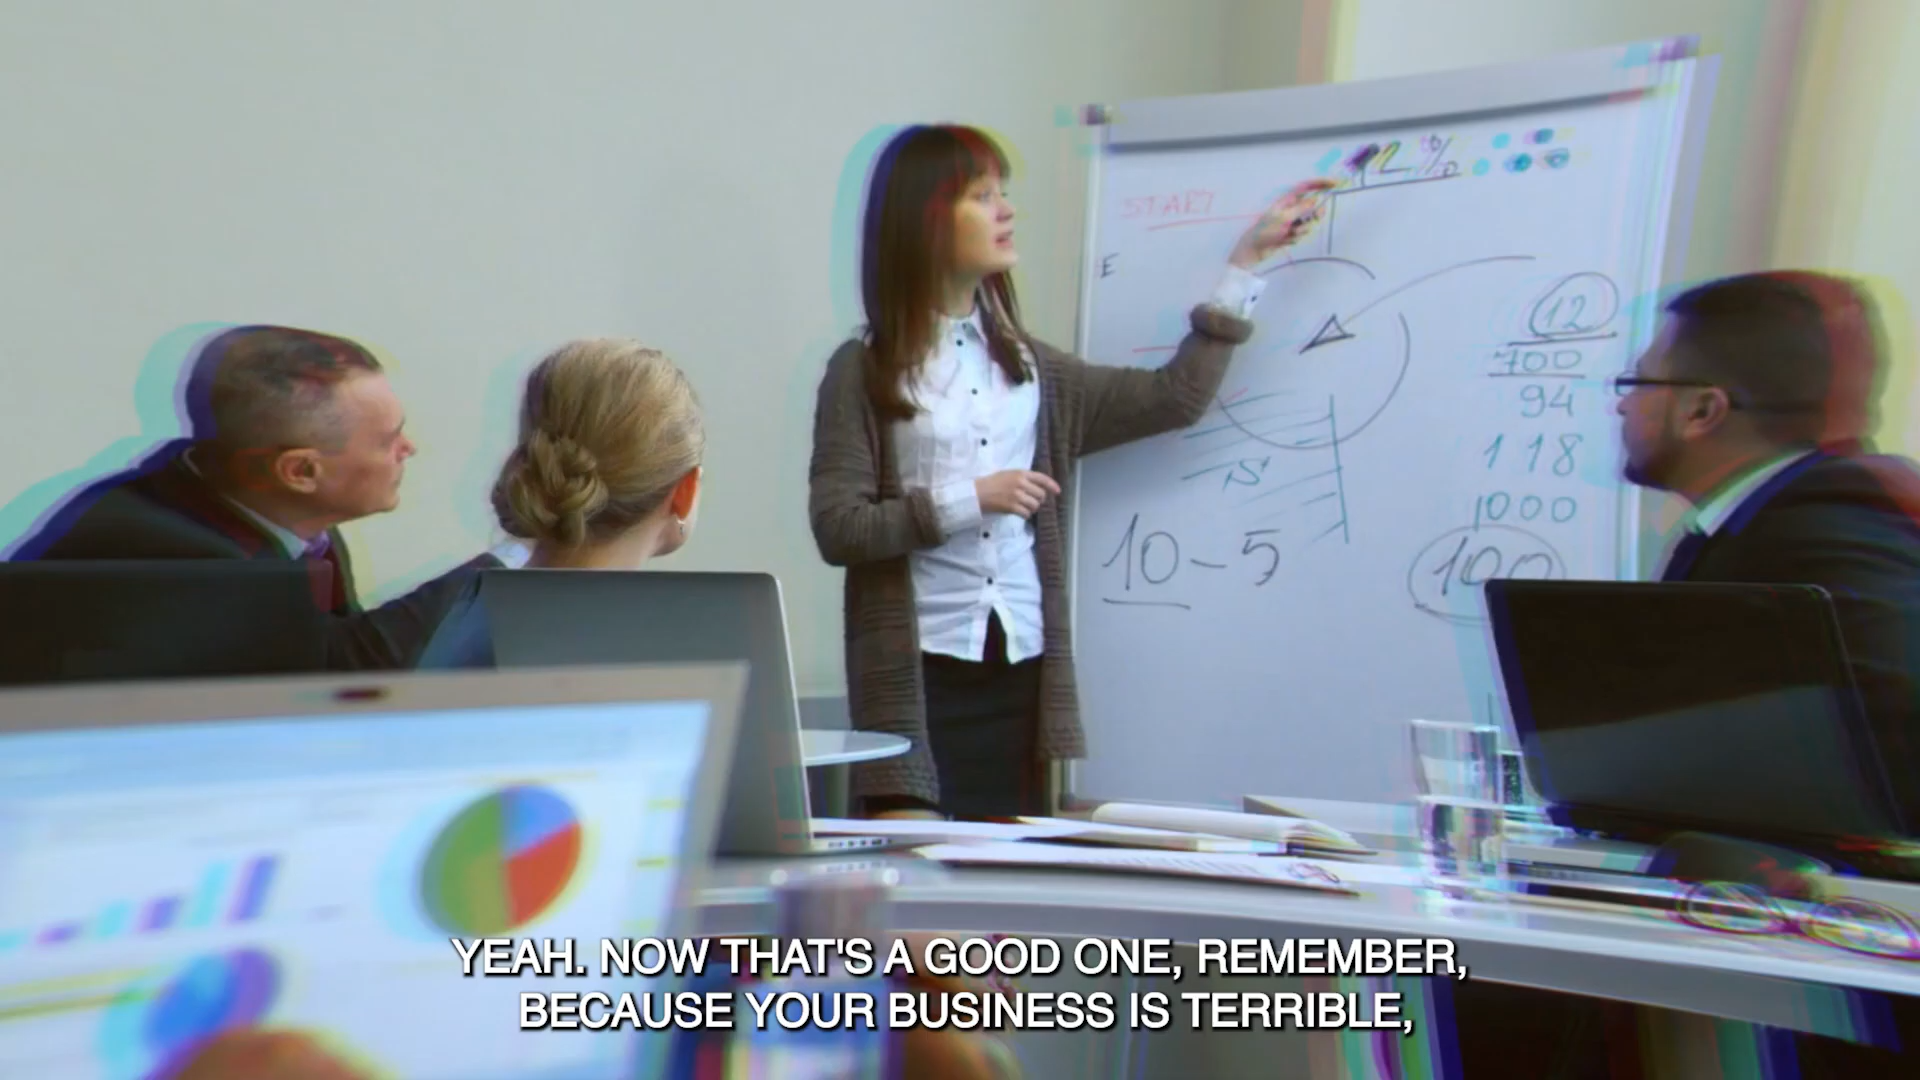 12%
START
E
12
700
94
118
1000
10-5
100
YEAH. NOW THAT'S A GOOD ONE, REMEMBER,
BECAUSE YOUR BUSINESS IS TERRIBLE,